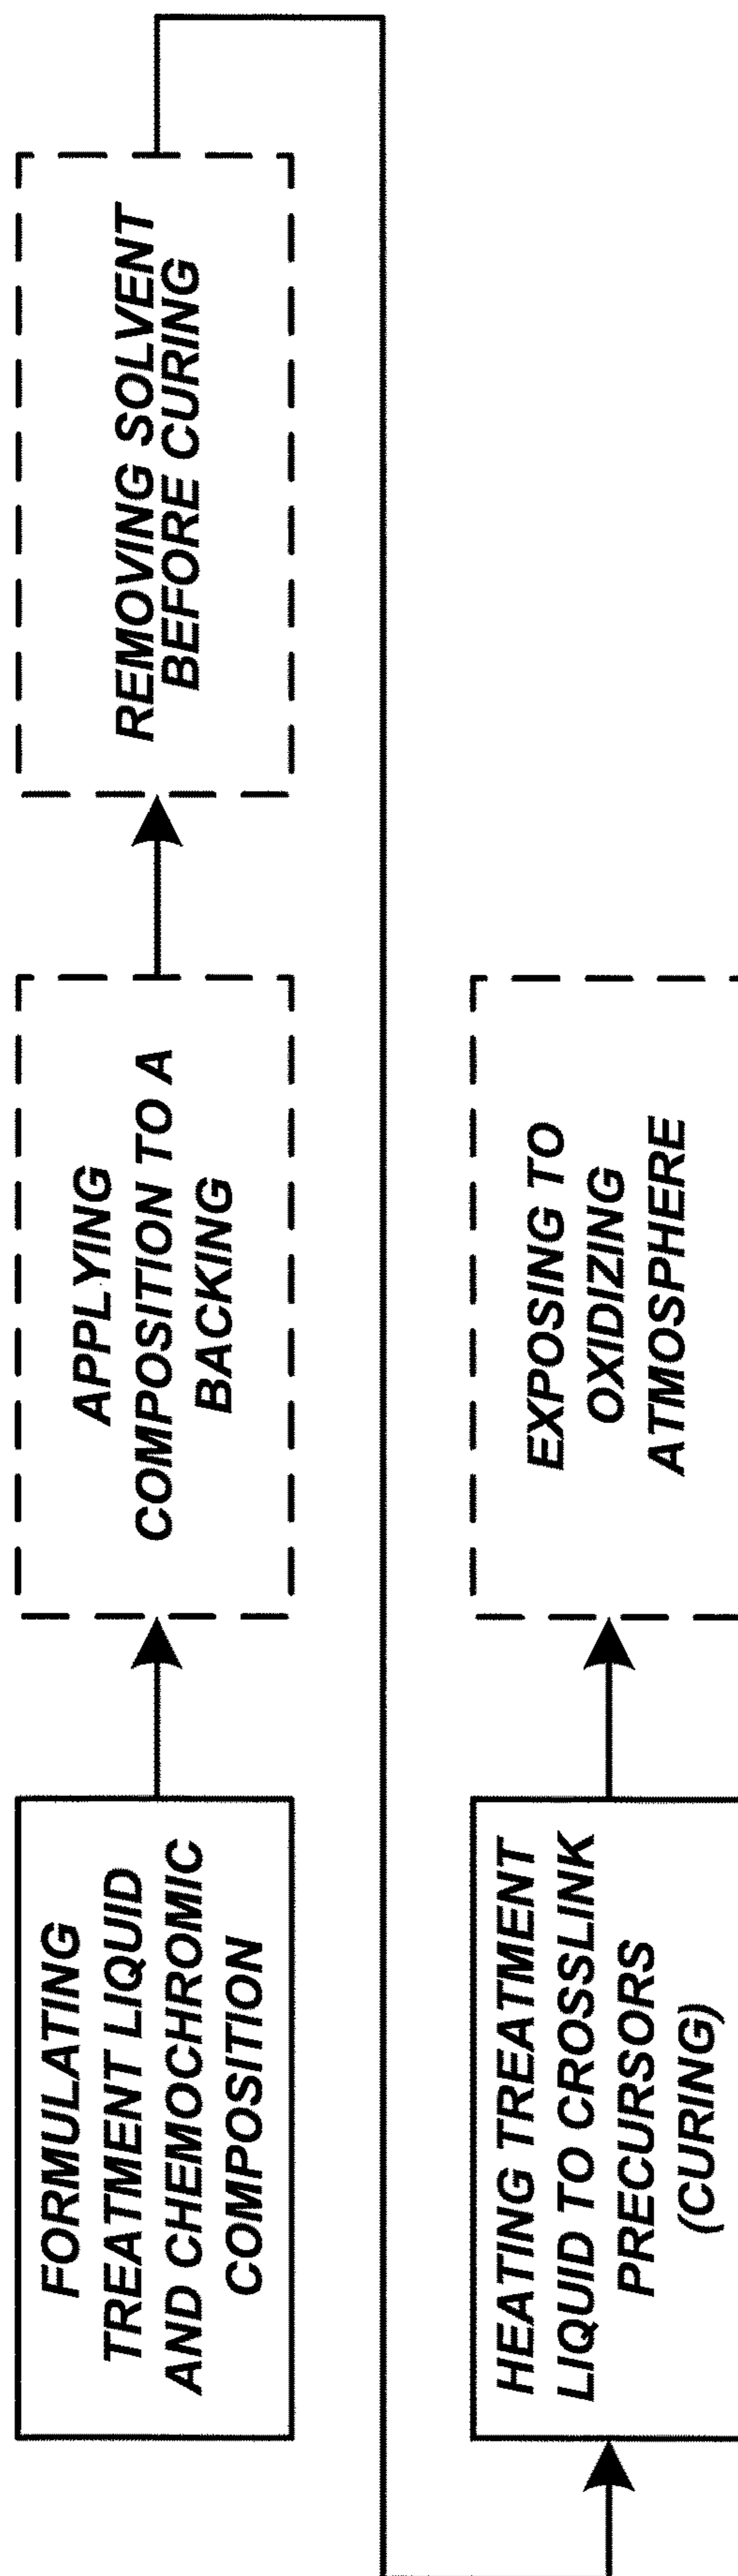 FORMULATING
TREATMENT LIQUID
AND CHEMOCHROMIC
COMPOSITION
APPLYING
COMPOSITION TO A
BACKING
REMOVING SOLVENT
BEFORE CURING
HEATING TREATMENT
LIQUID TO CROSSLINK
PRECURSORS
(CURING)
EXPOSING TO
OXIDIZING
ATMOSPHERE